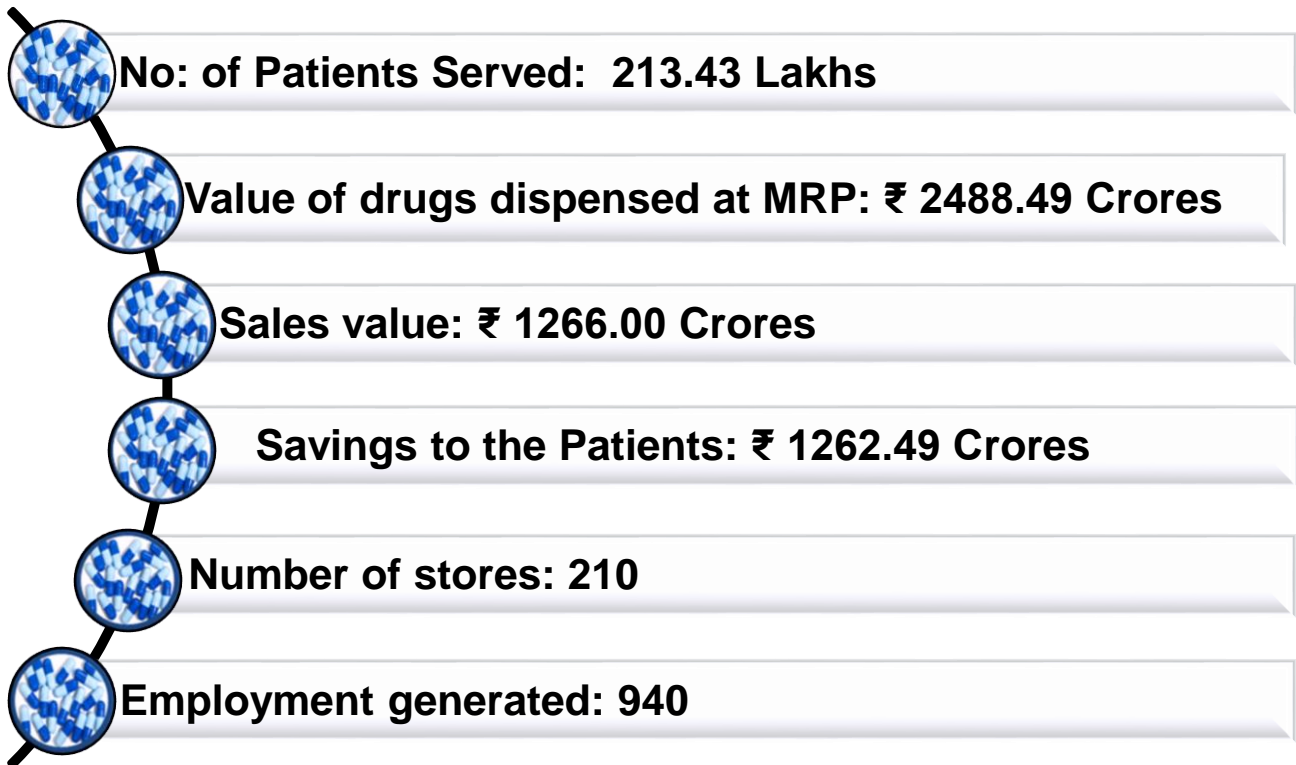 No: of Patients Served: 213.43 Lakhs
Value of drugs dispensed at MRP: ₹ 2488.49 Crores
Sales value: ₹ 1266.00 Crores
Savings to the Patients: ₹ 1262.49 Crores
Number of stores: 210
Employment generated: 940